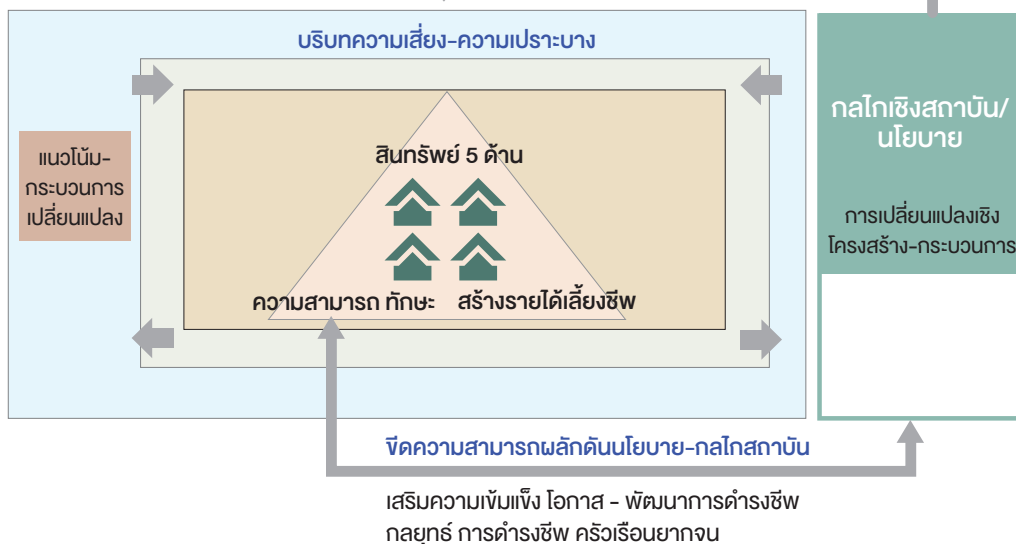 บริบทความเสี่ยง-ความเปราะบาง
แนวโน้ม-
กระบวนการ
เปลี่ยนแปลง
สินทรัพย์ 5 ด้าน
ความสามารถ ทักษะ สร้างรายได้เลี้ยงชีพ
กลไกเชิงสถาบัน/
นโยบาย
การเปลี่ยนแปลงเชิง
โครงสร้าง-กระบวนการ
ขีดความสามารถผลักดันนโยบาย-กลไกสถาบัน
เสริมความเข้มแข็ง โอกาส - พัฒนาการดำรงชีพ
กลยุทธ์ การดำรงชีพ ครัวเรือนยากจน